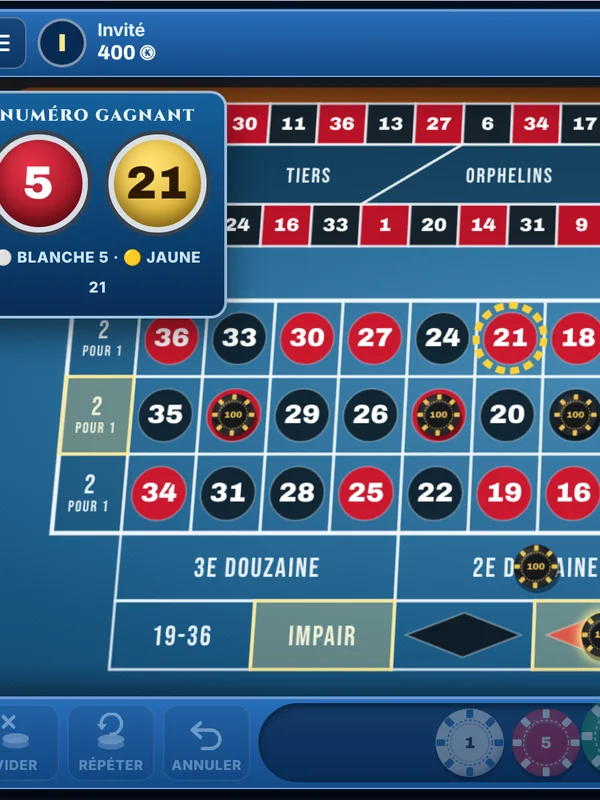 Invité
I
400
NUMÉRO GAGNANT
5 21
BLANCHE 5 · JAUNE
21
30 11 36 13 27 6 34 17
TIERS ORPHELINS
24 16 33 1 20 14 31 9
2 POUR 1 36 33 30 27 24 21 18
2 POUR 1 35 100 29 26 100 20 100
2 POUR 1 34 31 28 25 22 19 16
3E DOUZAINE 2E D 100 AINE
19-36 IMPAIR
VIDER RÉPÉTER ANNULER 1 5